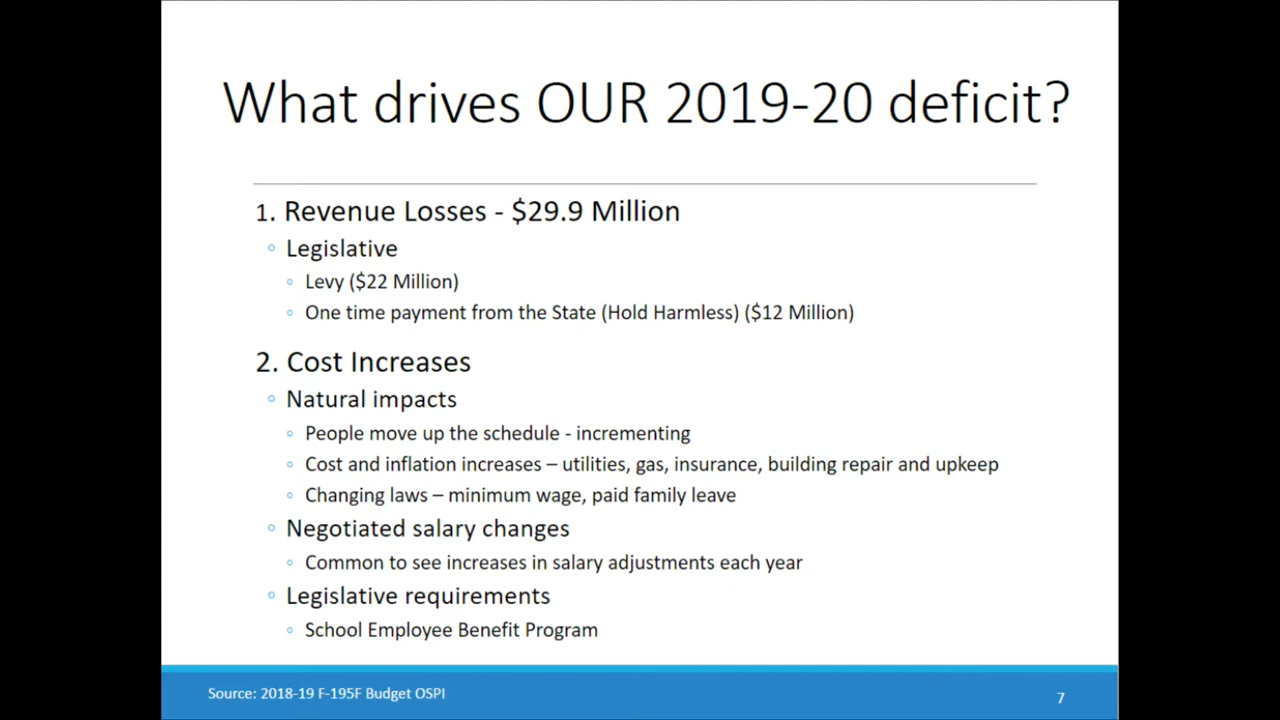 What drives OUR 2019-20 deficit?
1. Revenue Losses - $29.9 Million
◦ Legislative
◦ Levy ($22 Million)
◦ One time payment from the State (Hold Harmless) ($12 Million)
2. Cost Increases
◦ Natural impacts
◦ People move up the schedule - incrementing
◦ Cost and inflation increases – utilities, gas, insurance, building repair and upkeep
◦ Changing laws – minimum wage, paid family leave
◦ Negotiated salary changes
◦ Common to see increases in salary adjustments each year
◦ Legislative requirements
◦ School Employee Benefit Program
Source: 2018-19 F-195F Budget OSPI
7